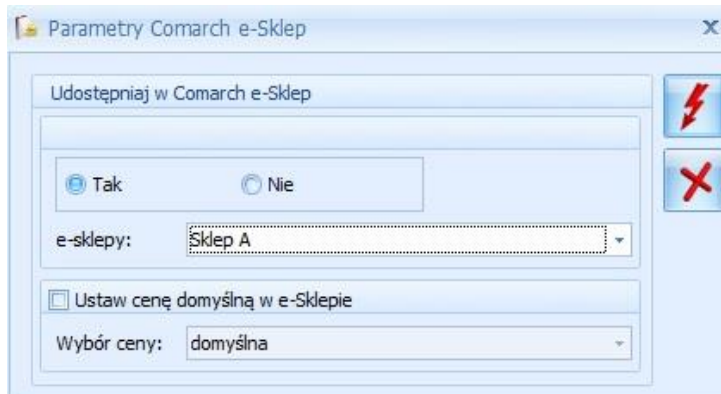 Parametry Comarch e-Sklep
Udostępniaj w Comarch e-Sklep
Tak Nie
e-sklepy: Sklep A
Ustaw cenę domyślną w e-Sklepie
Wybór ceny: domyślna